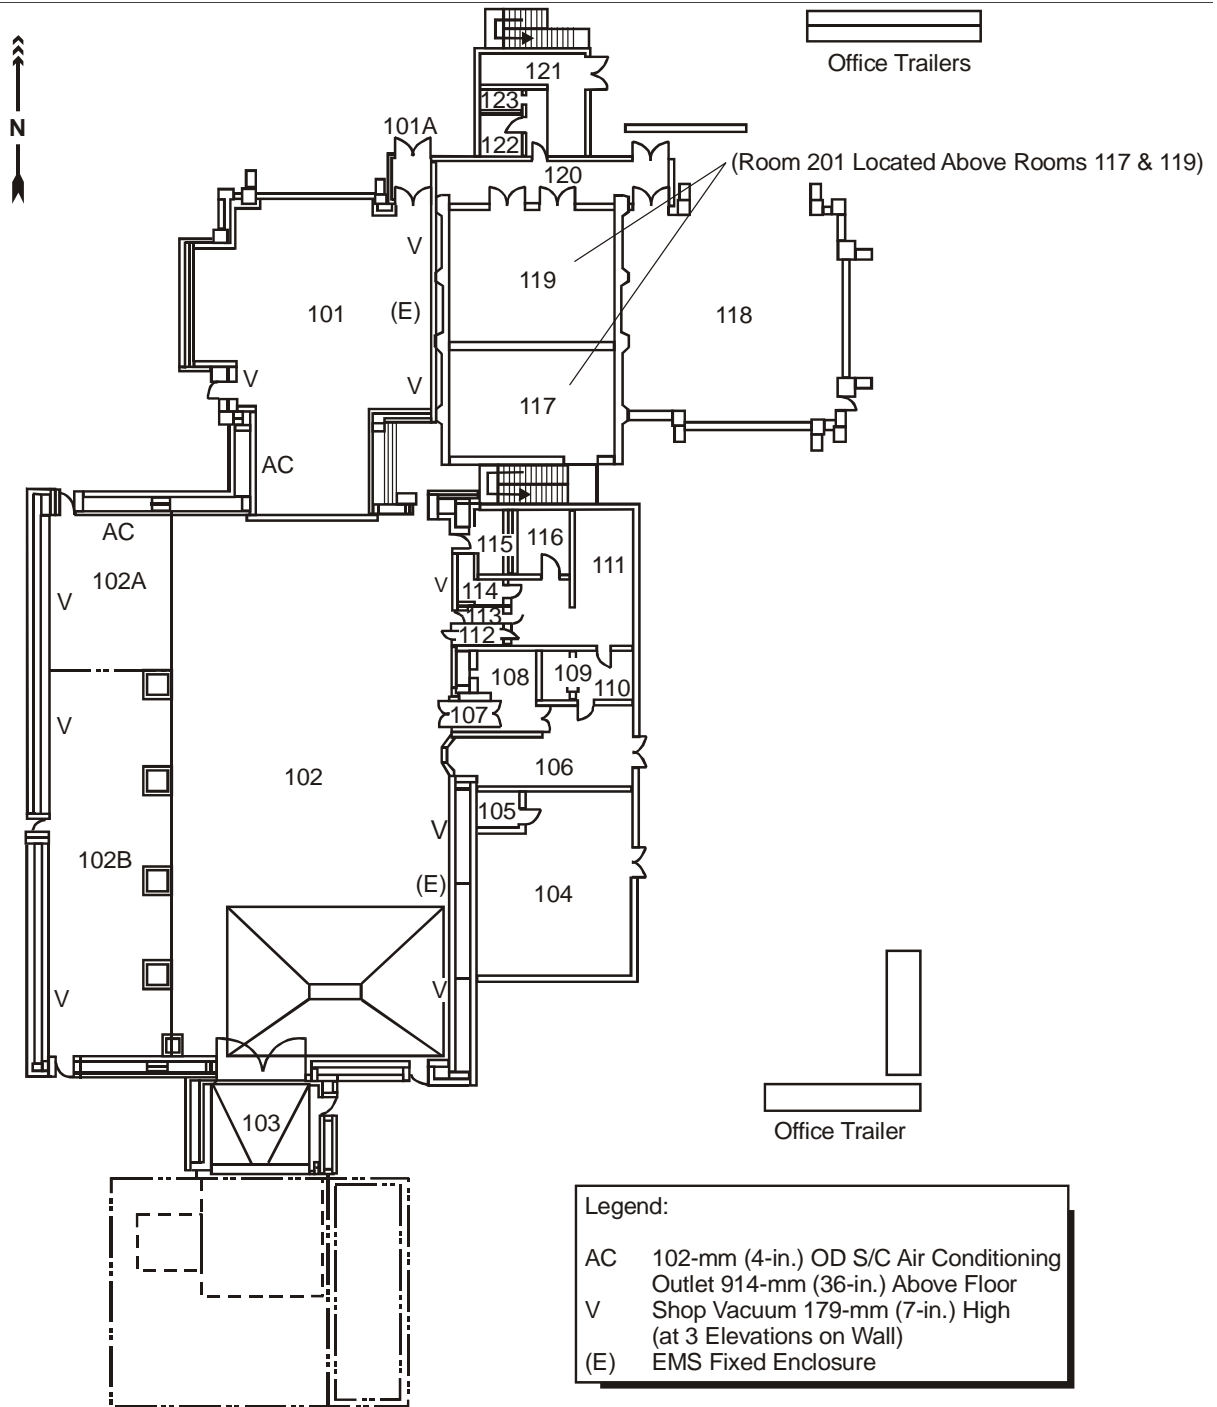 Office Trailers
N
121
123
101A
122
120
(Room 201 Located Above Rooms 117 & 119)
V
119
101
(E)
118
V
V
117
AC
AC
116
115
111
102A
V
V
114
113
112
108
109
110
107
V
102
106
105
V
102B
(E)
104
V
V
103
Office Trailer
Legend:
AC 102-mm (4-in.) OD S/C Air Conditioning
Outlet 914-mm (36-in.) Above Floor
V Shop Vacuum 179-mm (7-in.) High
(at 3 Elevations on Wall)
(E) EMS Fixed Enclosure